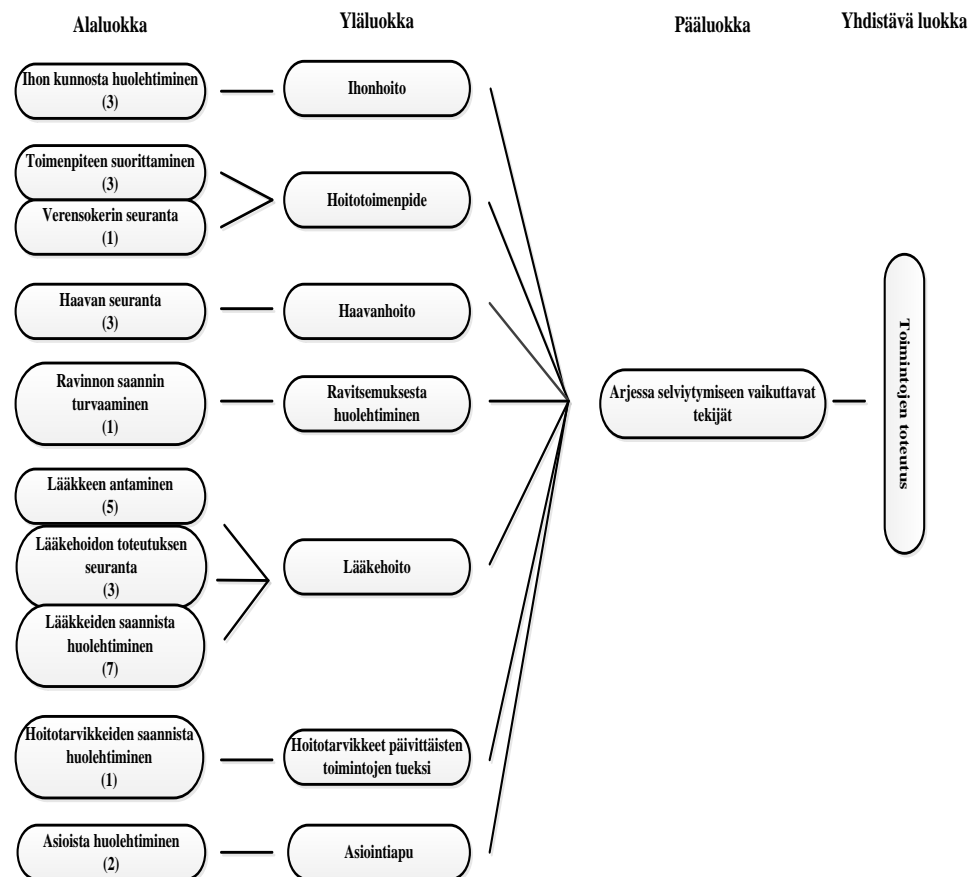 Alaluokka
Yläluokka
Pääluokka
Yhdistävä luokka
Ihon kunnosta huolehtiminen
(3)
Ihonhoito
Toimenpiteen suorittaminen
(3)
Verensokerin seuranta
(1)
Hoitotoimenpide
Haavan seuranta
(3)
Haavanhoito
Ravinnon saannin
turvaaminen
(1)
Ravitsemuksesta
huolehtiminen
Lääkkeen antaminen
(5)
Lääkehoidon toteutuksen
seuranta
(3)
Lääkkeiden saannista
huolehtiminen
(7)
Lääkehoito
Hoitotarvikkeiden saannista
huolehtiminen
(1)
Hoitotarvikkeet päivittäisten
toimintojen tueksi
Asioista huolehtiminen
(2)
Asiointiapu
Arjessa selviytymiseen vaikuttavat
tekijät
Toimintojen toteutus